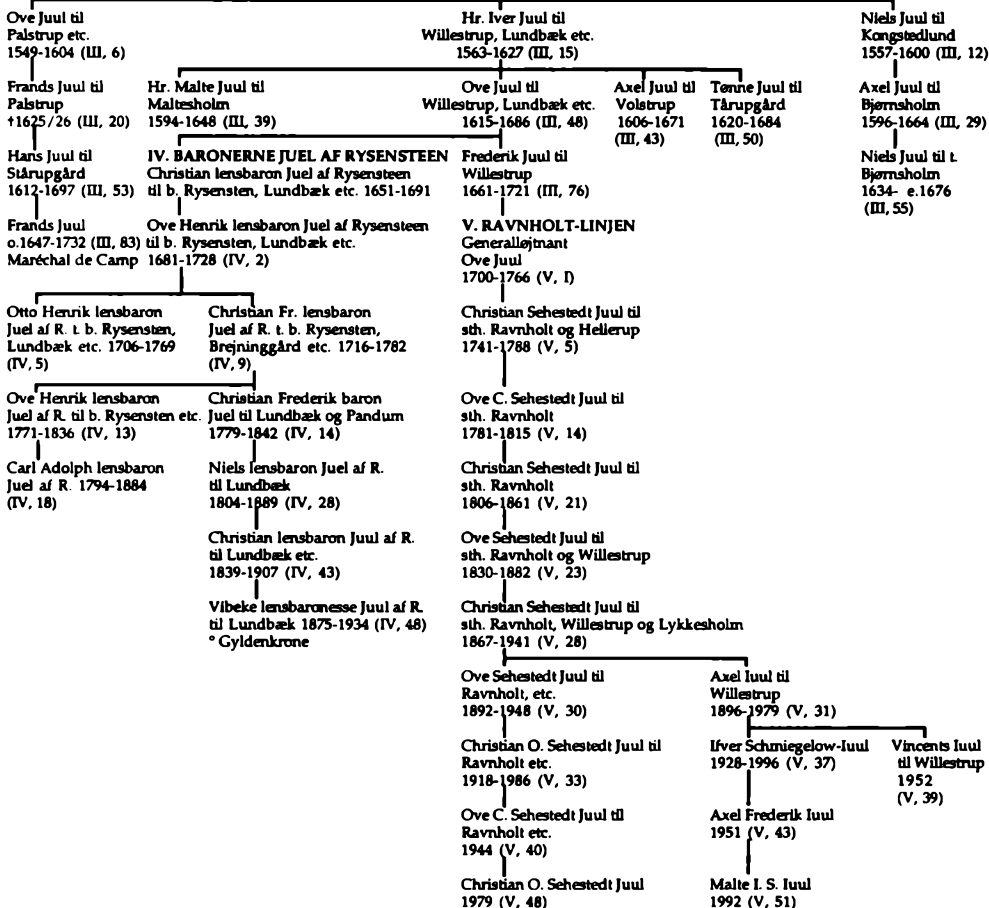 Ove Juul til
Palstrup etc.
1549-1604 (III, 6)
Hr. Iver Juul til
Willestrup, Lundbæk etc.
1563-1627 (III, 15)
Niels Juul til
Kongstedlund
1557-1600 (III, 12)
Frands Juul til
Palstrup
†1625/26 (III, 20)
Hr. Malte Juul til
Maltesholm
1594-1648 (III, 39)
Ove Juul til
Willestrup, Lundbæk etc.
1615-1686 (III, 48)
Axel Juul til
Volstrup
1606-1671
(III, 43)
Tønne Juul til
Tårupgård
1620-1684
(III, 50)
Axel Juul til
Bjørnsholm
1596-1664 (III, 29)
Hans Juul til
Stårupgård
1612-1697 (III, 53)
IV. BARONERNE JUEL AF RYSENSTEEN
Christian lensbaron Juel af Rysensteen
til b. Rysensten, Lundbæk etc. 1651-1691
Frederik Juul til
Willestrup
1661-1721 (III, 76)
Niels Juul til t.
Bjørnsholm
1634- e.1676
(III, 55)
Frands Juul
o.1647-1732 (III, 83)
Maréchal de Camp
Ove Henrik lensbaron Juel af Rysensteen
til b. Rysensten, Lundbæk etc.
1681-1728 (IV, 2)
V. RAVNHOLT-LINJEN
Generalløjtnant
Ove Juul
1700-1766 (V, I)
Otto Henrik lensbaron
Juel af R. t. b. Rysensten,
Lundbæk etc. 1706-1769
(IV, 5)
Christian Fr. lensbaron
Juel af R. t. b. Rysensten,
Brejninggård etc. 1716-1782
(IV, 9)
Christian Sehestedt Juul til
sth. Ravnholt og Hellerup
1741-1788 (V, 5)
Ove Henrik lensbaron
Juel af R. til b. Rysensten etc.
1771-1836 (IV, 13)
Christian Frederik baron
Juel til Lundbæk og Pandum
1779-1842 (IV, 14)
Ove C. Sehestedt Juul til
sth. Ravnholt
1781-1815 (V, 14)
Carl Adolph lensbaron
Juel af R. 1794-1884
(IV, 18)
Niels lensbaron Juel af R.
til Lundbæk
1804-1889 (IV, 28)
Christian Sehestedt Juul til
sth. Ravnholt
1806-1861 (V, 21)
Christian lensbaron Juul af R.
til Lundbæk etc.
1839-1907 (IV, 43)
Ove Sehestedt Juul til
sth. Ravnholt og Willestrup
1830-1882 (V, 23)
Vibeke lensbaronesse Juul af R.
til Lundbæk 1875-1934 (IV, 48)
° Gyldenkrone
Christian Sehestedt Juul til
sth. Ravnholt, Willestrup og Lykkesholm
1867-1941 (V, 28)
Ove Sehestedt Juul til
Ravnholt, etc.
1892-1948 (V, 30)
Axel Iuul til
Willestrup
1896-1979 (V, 31)
Christian O. Sehestedt Juul til
Ravnholt etc.
1918-1986 (V, 33)
Ifver Schmiegelow-Iuul
1928-1996 (V, 37)
Vincents Iuul
til Willestrup
1952
(V, 39)
Ove C. Sehestedt Juul til
Ravnholt etc.
1944 (V, 40)
Axel Frederik Iuul
1951 (V, 43)
Christian O. Sehestedt Juul
1979 (V, 48)
Malte I. S. Iuul
1992 (V, 51)